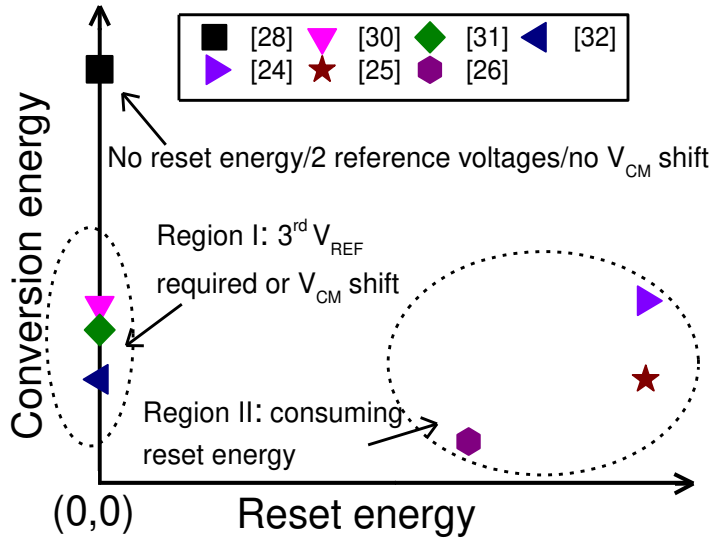 [28] [30] [31] [32]
[24] [25] [26]
No reset energy/2 reference voltages/no V_CM shift
Region I: 3^rd V_REF
required or V_CM shift
Region II: consuming
reset energy
Conversion energy
(0,0)
Reset energy